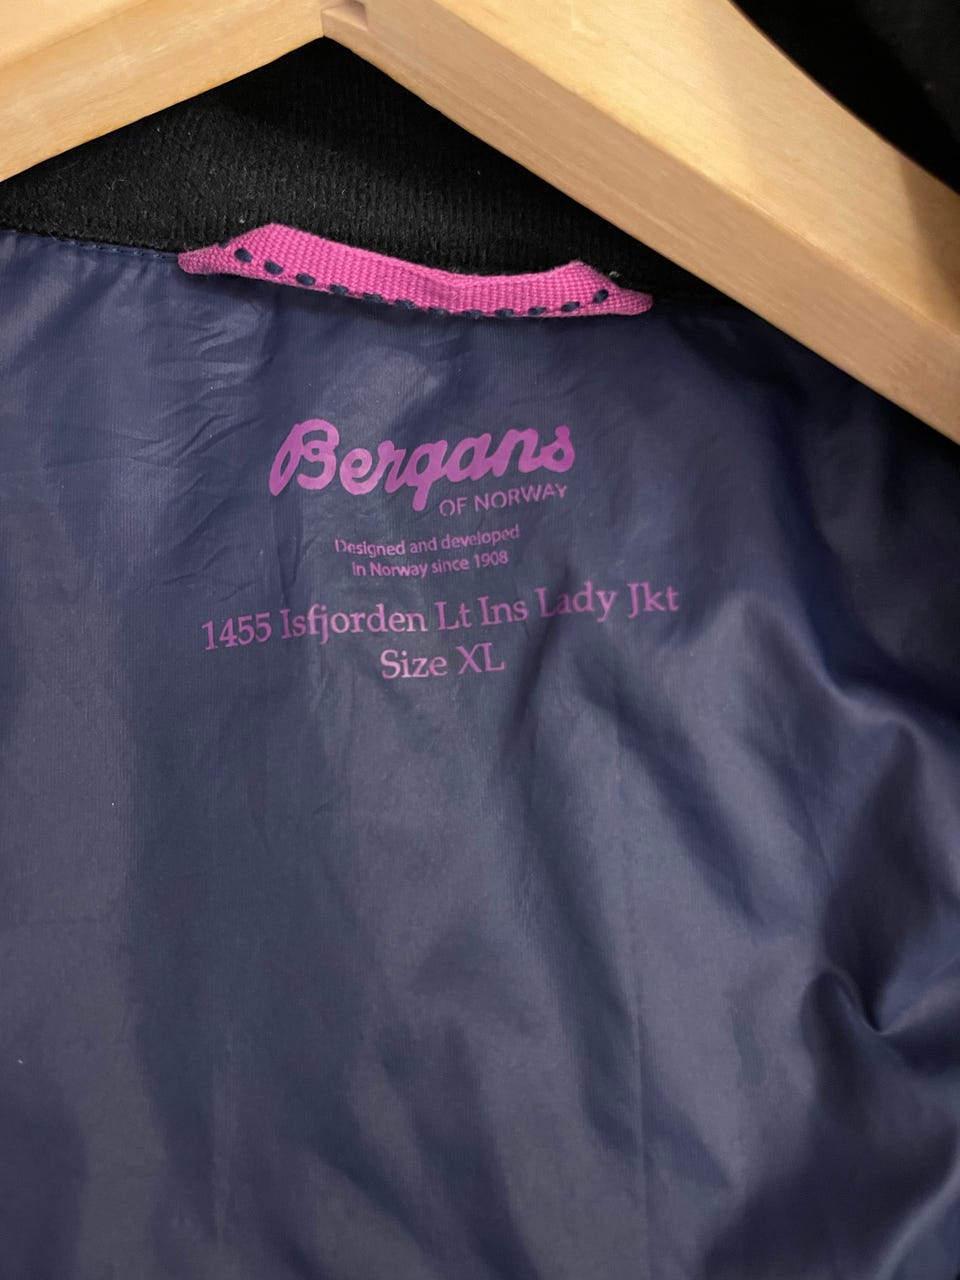 Bergans
OF NORWAY
Designed and developed
in Norway since 1908
1455 Isfjorden Lt Ins Lady Jkt
Size XL